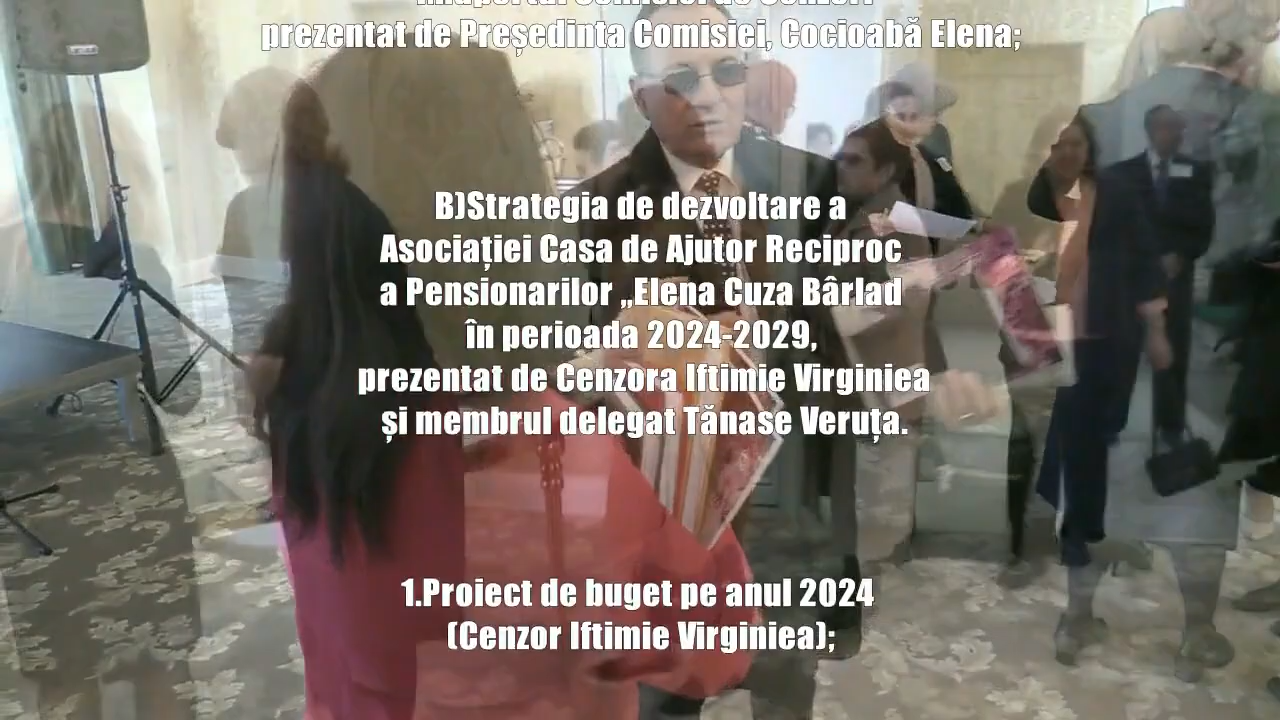 prezentat de Președinta Comisiei, Cocioabă Elena;
B)Strategia de dezvoltare a
Asociației Casa de Ajutor Reciproc
a Pensionarilor „Elena Cuza Bârlad
în perioada 2024-2029,
prezentat de Cenzora Iftimie Virginiea
și membrul delegat Tănase Veruța.
1.Proiect de buget pe anul 2024
(Cenzor Iftimie Virginiea);